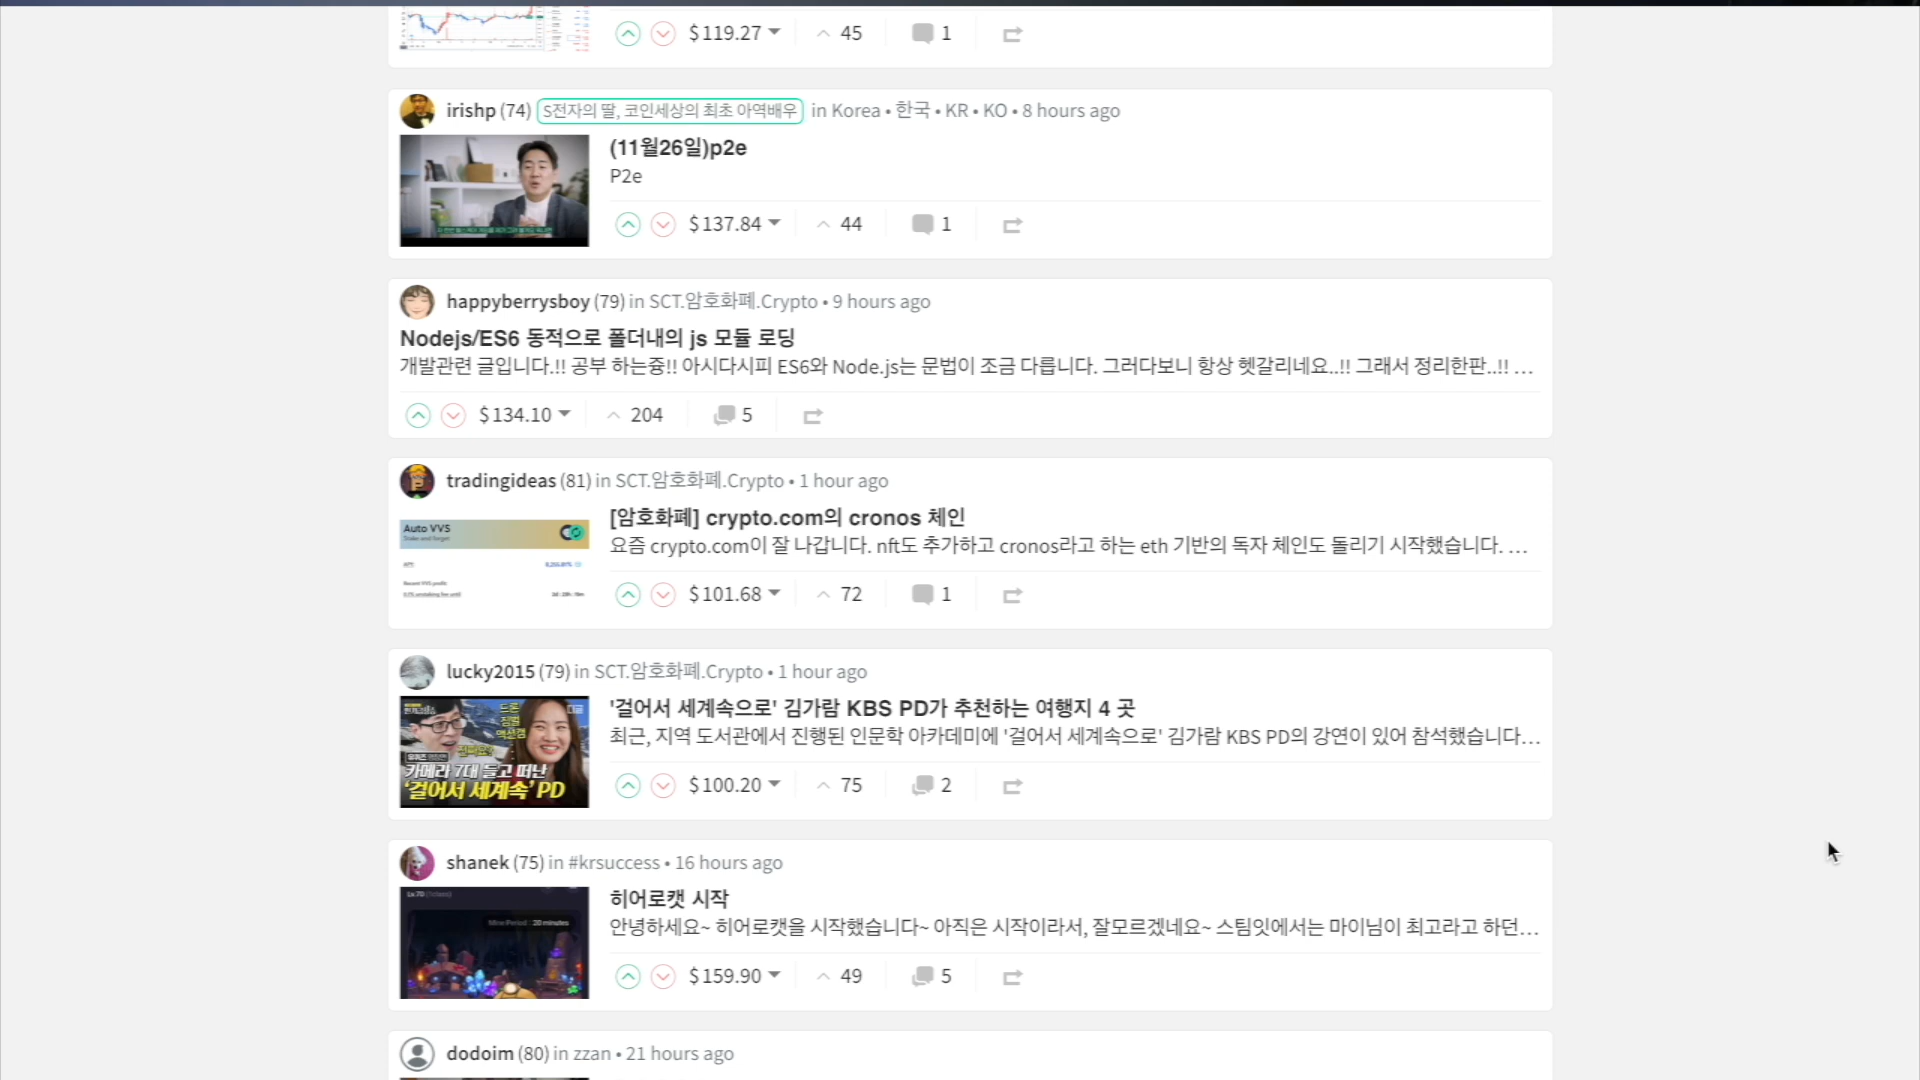 $119.27 45 1
irishp (74) S전자의 딸, 코인세상의 최초 아역배우 in Korea • 한국 • KR • KO • 8 hours ago
(11월26일)p2e
P2e
$137.84 44 1
happyberrysboy (79) in SCT.암호화폐.Crypto • 9 hours ago
Nodejs/ES6 동적으로 폴더내의 js 모듈 로딩
개발관련 글입니다.!! 공부 하는중!! 아시다시피 ES6와 Node.js는 문법이 조금 다릅니다. 그러다보니 항상 헷갈리네요..!! 그래서 정리한판..!! ...
$134.10 204 5
tradingideas (81) in SCT.암호화폐.Crypto • 1 hour ago
[암호화폐] crypto.com의 cronos 체인
Auto VVS
Stake and forget
요즘 crypto.com이 잘 나갑니다. nft도 추가하고 cronos라고 하는 eth 기반의 독자 체인도 돌리기 시작했습니다. ...
Recent VVS profit
$101.68 72 1
lucky2015 (79) in SCT.암호화폐.Crypto • 1 hour ago
'걸어서 세계속으로' 김가람 KBS PD가 추천하는 여행지 4 곳
최근, 지역 도서관에서 진행된 인문학 아카데미에 '걸어서 세계속으로' 김가람 KBS PD의 강연이 있어 참석했습니다...
드론
짐벌
액션캠
카메라 7대 들고 떠난
'걸어서 세계속' PD
$100.20 75 2
shanek (75) in #krsuccess • 16 hours ago
Lv.70
히어로캣 시작
Mine Period : 20 minutes
안녕하세요~ 히어로캣을 시작했습니다~ 아직은 시작이라서, 잘모르겠네요~ 스팀잇에서는 마이님이 최고라고 하던...
$159.90 49 5
dodoim (80) in zzan • 21 hours ago